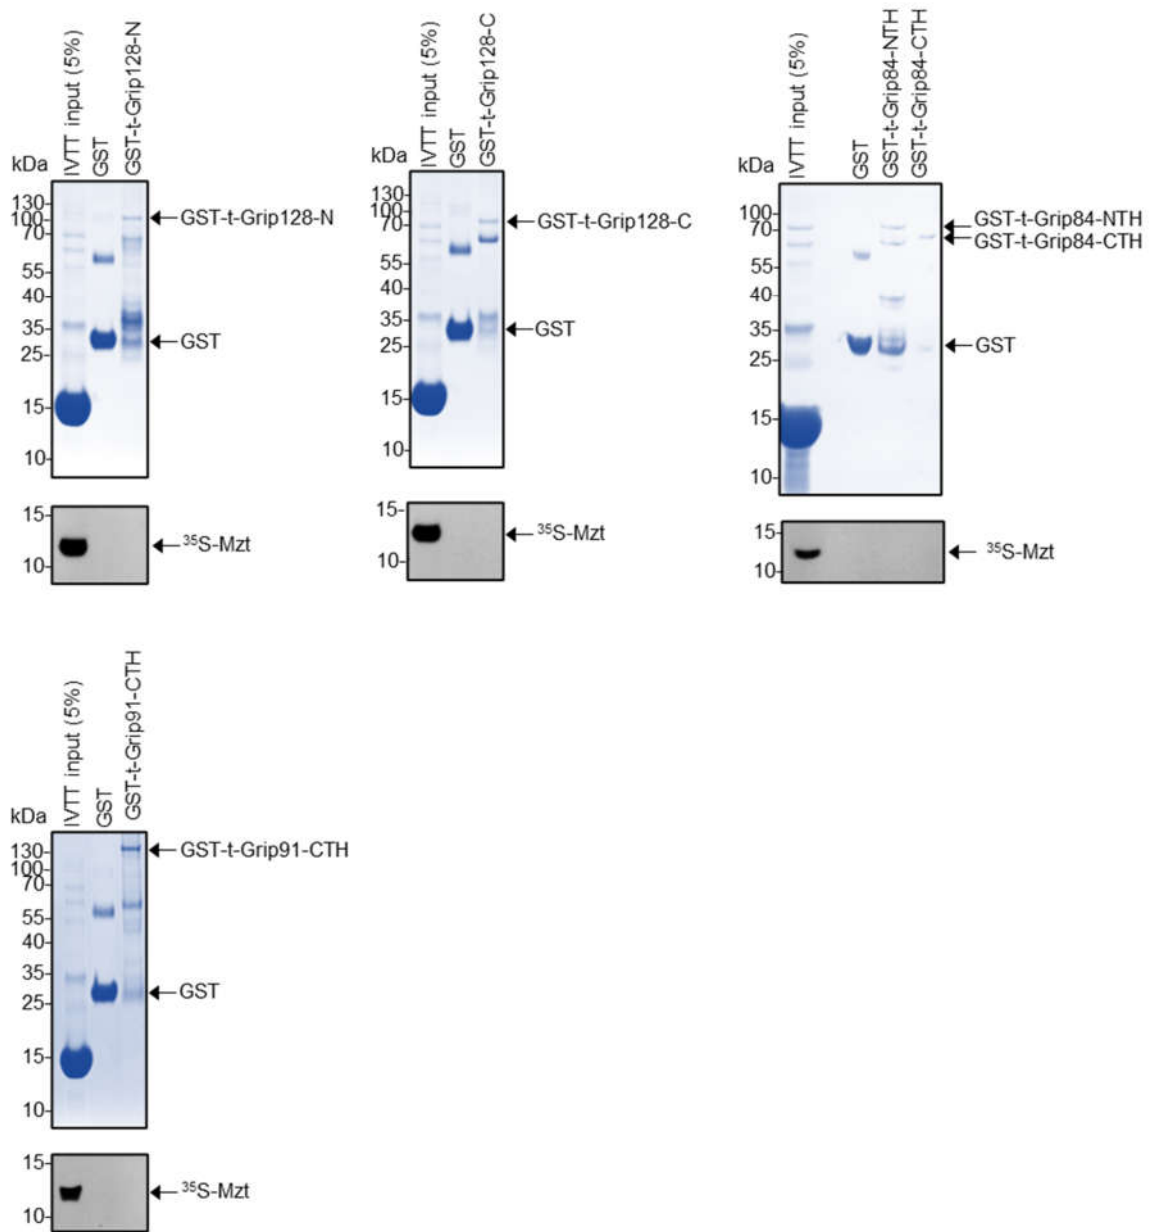 IVTT input (5%)
GST
GST-t-Grip128-N
kDa
130
100
70
55
40
35
25
15
10
GST-t-Grip128-N
GST
15
10
³⁵S-Mzt
IVTT input (5%)
GST
GST-t-Grip128-C
kDa
130
100
70
55
40
35
25
15
10
GST-t-Grip128-C
GST
15
10
³⁵S-Mzt
IVTT input (5%)
GST
GST-t-Grip84-NTH
GST-t-Grip84-CTH
kDa
100
70
55
40
35
25
15
10
GST-t-Grip84-NTH
GST-t-Grip84-CTH
GST
15
10
³⁵S-Mzt
IVTT input (5%)
GST
GST-t-Grip91-CTH
kDa
130
100
70
55
40
35
25
15
10
GST-t-Grip91-CTH
GST
15
10
³⁵S-Mzt